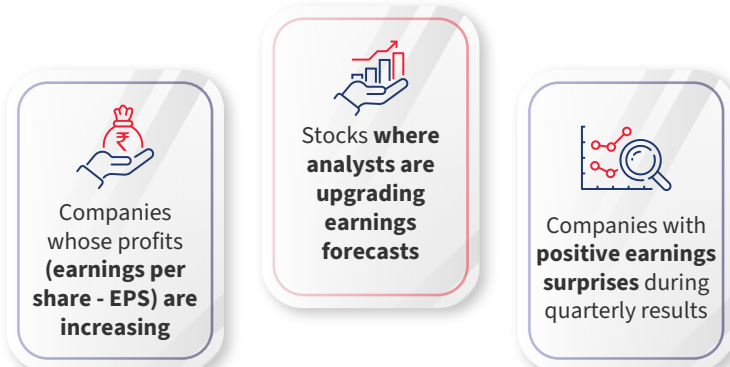 ₹
Companies
whose profits
(earnings per
share - EPS) are
increasing
Stocks where
analysts are
upgrading
earnings
forecasts
Companies with
positive earnings
surprises during
quarterly results